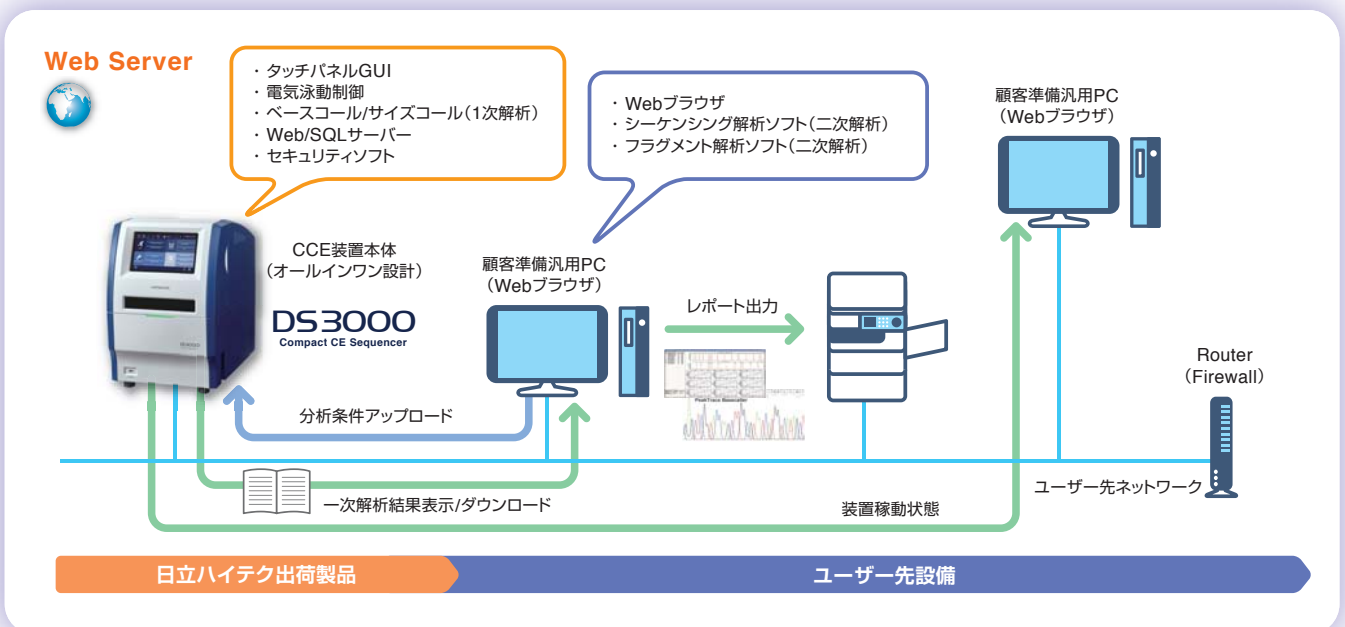 Web Server
・タッチパネルGUI
・電気泳動制御
・ベースコール/サイズコール（1次解析）
・Web/SQLサーバー
・セキュリティソフト
・Webブラウザ
・シーケンシング解析ソフト（二次解析）
・フラグメント解析ソフト（二次解析）
顧客準備汎用PC
（Webブラウザ）
CCE装置本体
（オールインワン設計）
DS3000
Compact CE Sequencer
顧客準備汎用PC
（Webブラウザ）
レポート出力
Router
（Firewall）
分析条件アップロード
一次解析結果表示/ダウンロード
装置稼動状態
ユーザー先ネットワーク
日立ハイテク出荷製品
ユーザー先設備